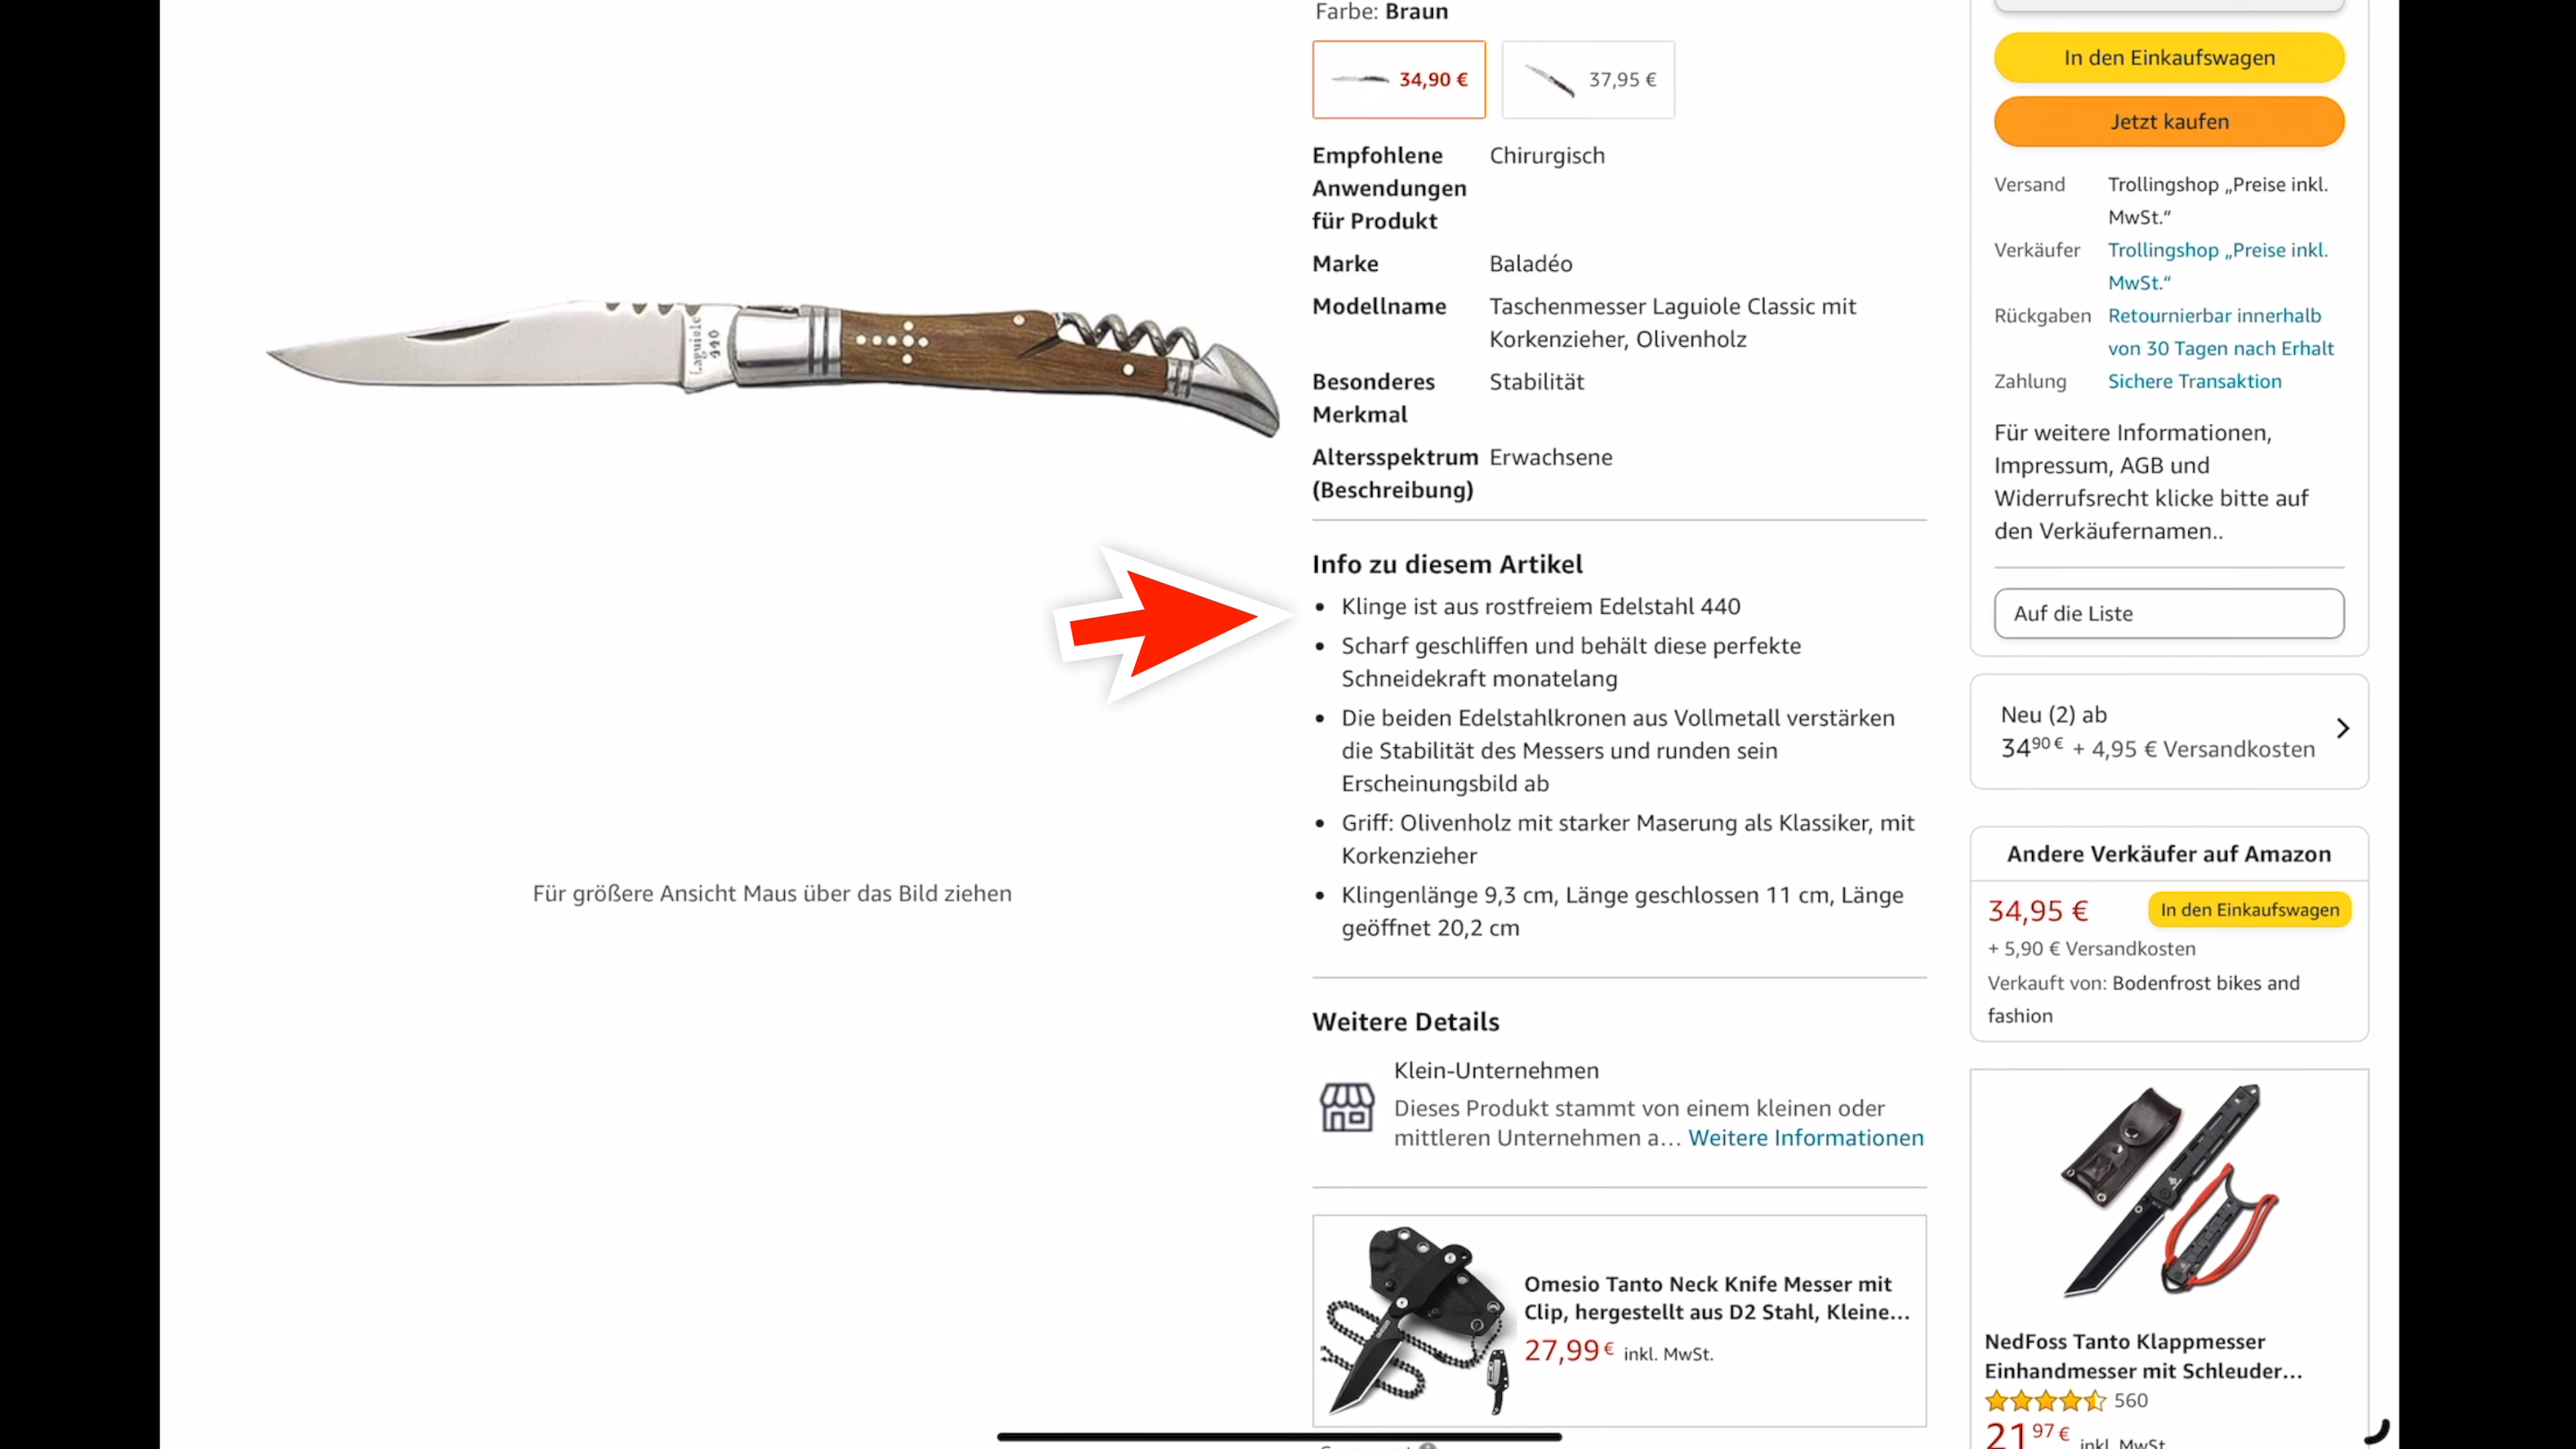 Farbe: Braun
34,90 €
37,95 €
Empfohlene Anwendungen für Produkt
Chirurgisch
Marke
Baladéo
Modellname
Taschenmesser Laguiole Classic mit
Korkenzieher, Olivenholz
Besonderes
Merkmal
Stabilität
Altersspektrum
(Beschreibung)
Erwachsene
Laguiole
440
Für größere Ansicht Maus über das Bild ziehen
Info zu diesem Artikel
• Klinge ist aus rostfreiem Edelstahl 440
• Scharf geschliffen und behält diese perfekte
Schneidekraft monatelang
• Die beiden Edelstahlkronen aus Vollmetall verstärken
die Stabilität des Messers und runden sein
Erscheinungsbild ab
• Griff: Olivenholz mit starker Maserung als Klassiker, mit
Korkenzieher
• Klingenlänge 9,3 cm, Länge geschlossen 11 cm, Länge
geöffnet 20,2 cm
Weitere Details
Klein-Unternehmen
Dieses Produkt stammt von einem kleinen oder
mittleren Unternehmen a... Weitere Informationen
Omesio Tanto Neck Knife Messer mit
Clip, hergestellt aus D2 Stahl, Kleine...
27,99 € inkl. MwSt.
In den Einkaufswagen
Jetzt kaufen
Versand
Trollingshop „Preise inkl.
MwSt.“
Verkäufer
Trollingshop „Preise inkl.
MwSt.“
Rückgaben
Retournierbar innerhalb
von 30 Tagen nach Erhalt
Zahlung
Sichere Transaktion
Für weitere Informationen,
Impressum, AGB und
Widerrufsrecht klicke bitte auf
den Verkäufernamen..
Auf die Liste
Neu (2) ab
34⁹⁰ € + 4,95 € Versandkosten
Andere Verkäufer auf Amazon
34,95 €
In den Einkaufswagen
+ 5,90 € Versandkosten
Verkauft von: Bodenfrost bikes and
fashion
NedFoss Tanto Klappmesser
Einhandmesser mit Schleuder...
560
21⁹⁷ € inkl. MwSt.